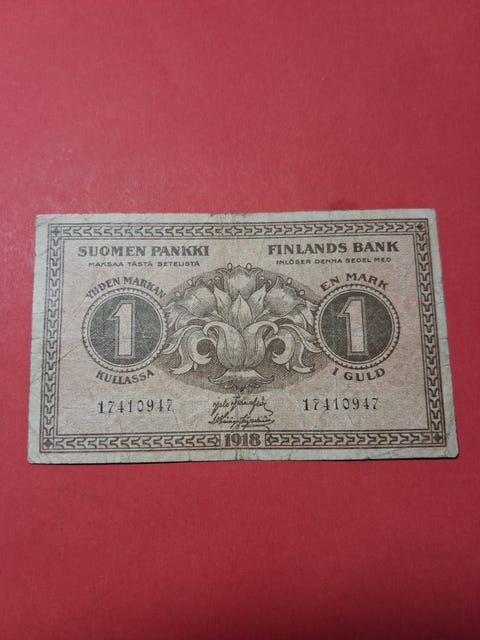 SUOMEN PANKKI
MAKSAA TÄSTÄ SETELISTÄ
YHDEN MARKAN
1
KULLASSA
17410947
FINLANDS BANK
INLÖSER DENNA SEDEL MED
EN MARK
1
I GULD
17410947
1918